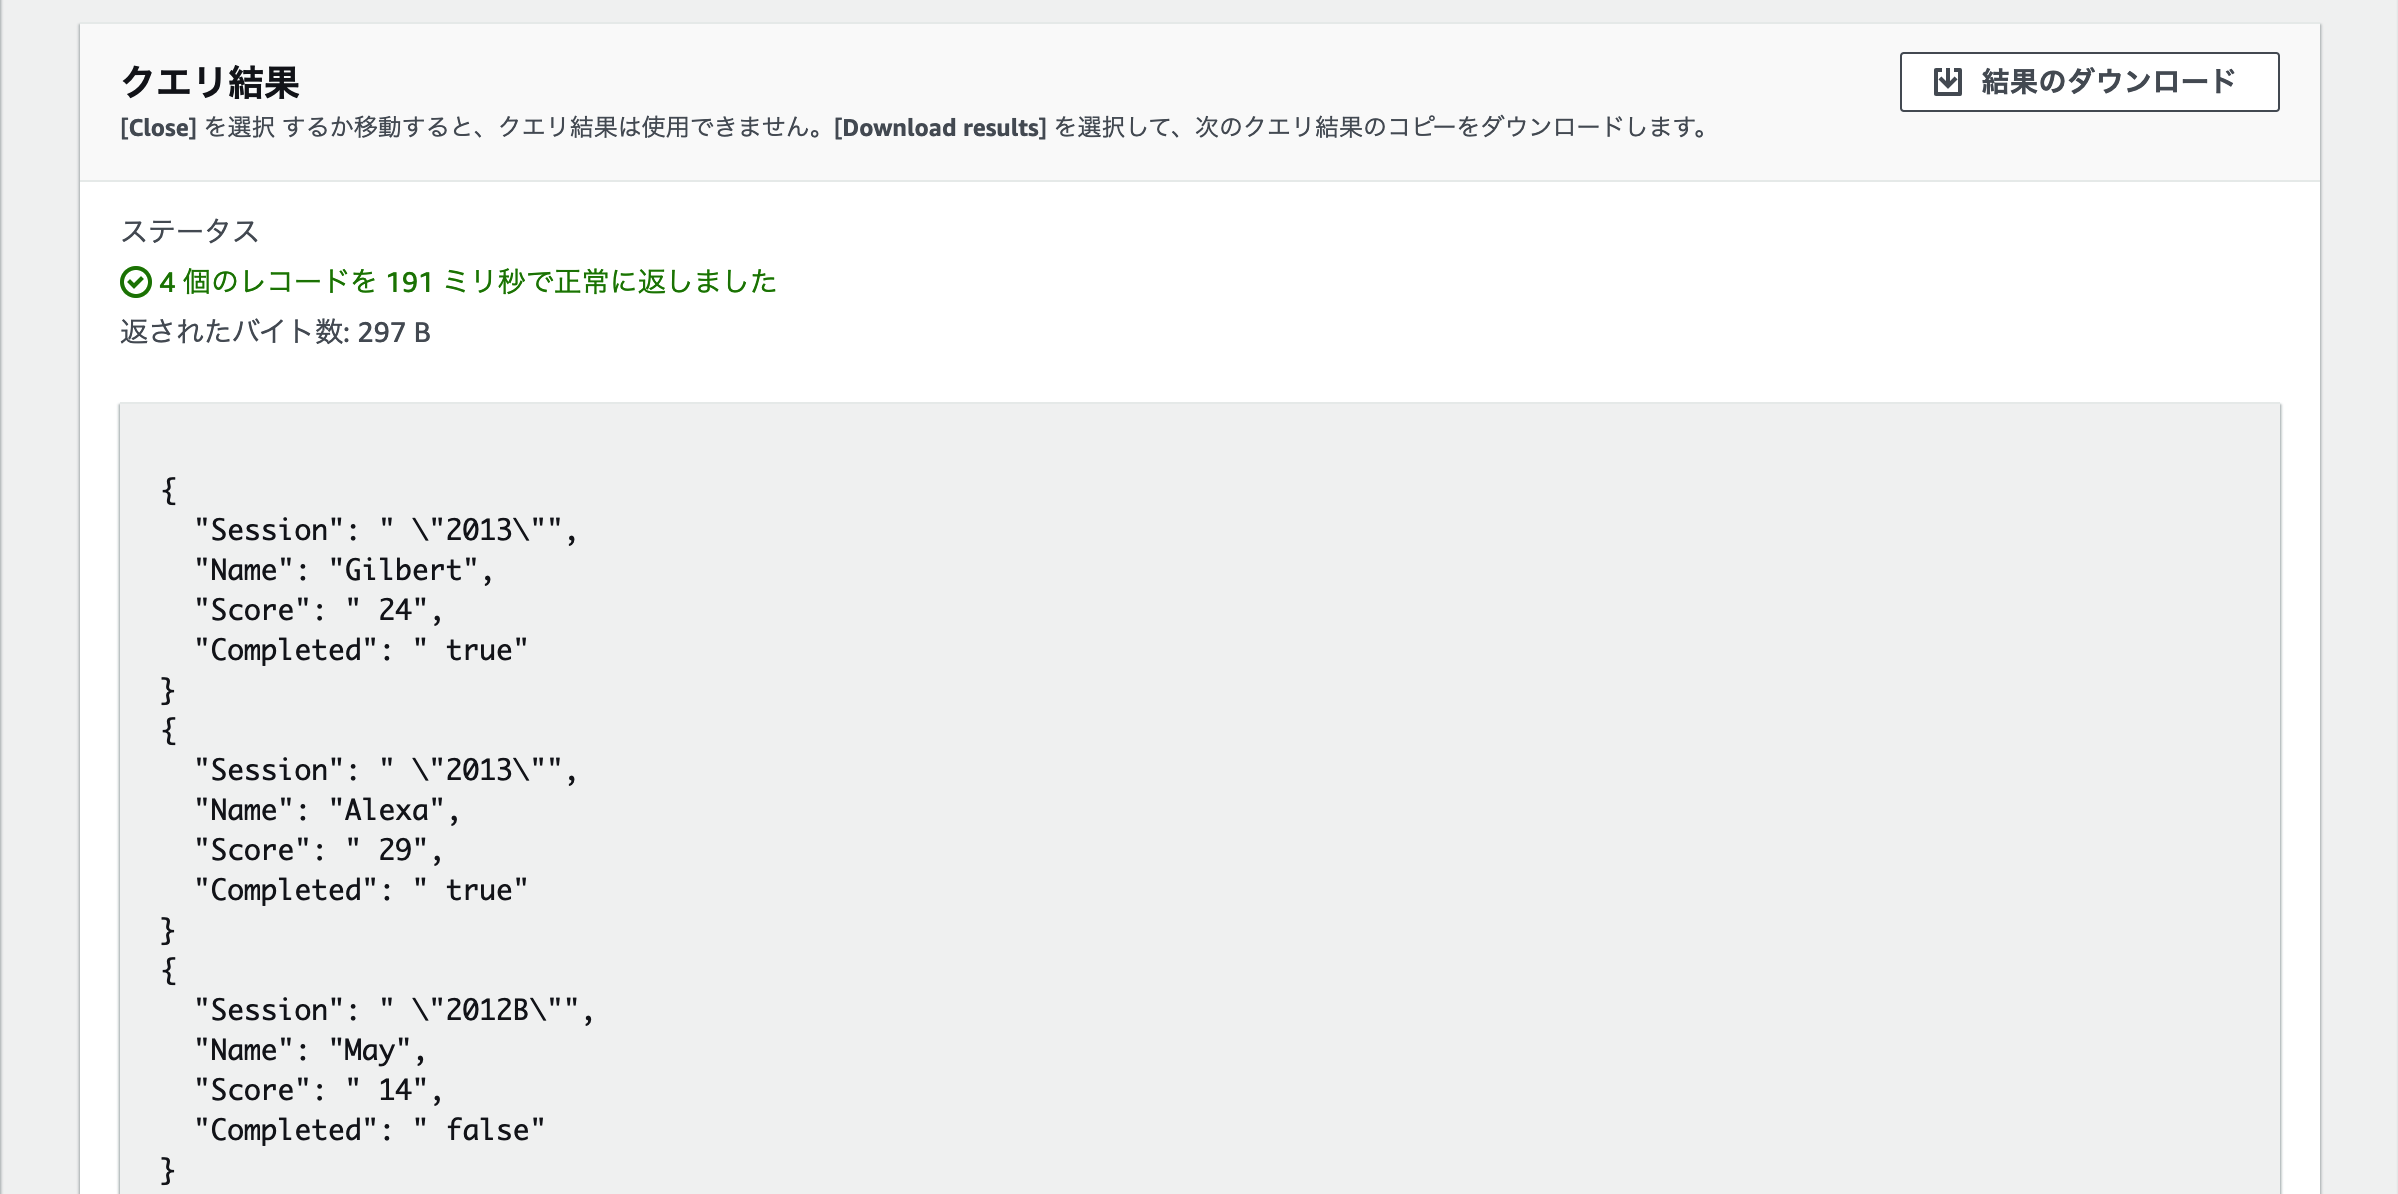 クエリ結果
結果のダウンロード
[Close] を選択 するか移動すると、クエリ結果は使用できません。[Download results] を選択して、次のクエリ結果のコピーをダウンロードします。
ステータス
4 個のレコードを 191 ミリ秒で正常に返しました
返されたバイト数: 297 B
{
  "Session": " \"2013\"",
  "Name": "Gilbert",
  "Score": " 24",
  "Completed": " true"
}
{
  "Session": " \"2013\"",
  "Name": "Alexa",
  "Score": " 29",
  "Completed": " true"
}
{
  "Session": " \"2012B\"",
  "Name": "May",
  "Score": " 14",
  "Completed": " false"
}